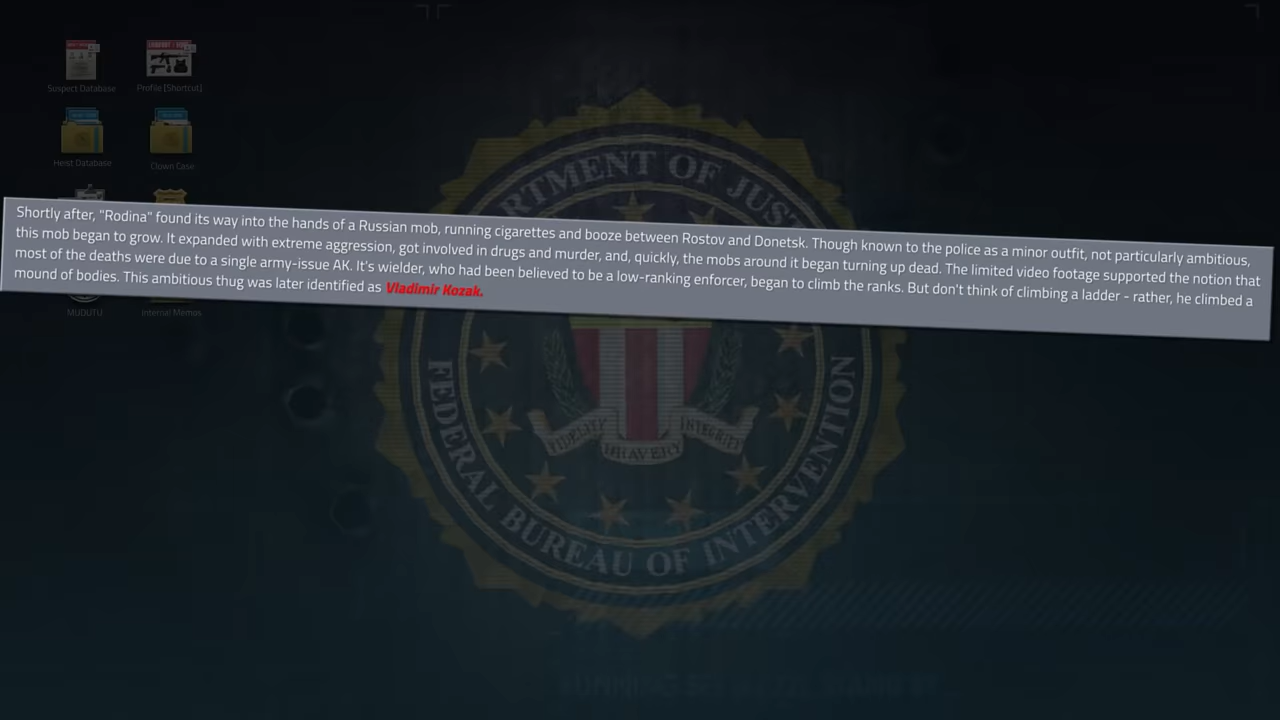 Suspect Database
Profile [Shortcut]
Heist Database
Clown Case
Shortly after, "Rodina" found its way into the hands of a Russian mob, running cigarettes and booze between Rostov and Donetsk. Though known to the police as a minor outfit, not particularly ambitious,
this mob began to grow. It expanded with extreme aggression, got involved in drugs and murder, and, quickly, the mobs around it began turning up dead. The limited video footage supported the notion that
most of the deaths were due to a single army-issue AK. It's wielder, who had been believed to be a low-ranking enforcer, began to climb the ranks. But don't think of climbing a ladder - rather, he climbed a
mound of bodies. This ambitious thug was later identified as Vladimir Kozak.
MUDUTU
Internal Memos
RTMENT OF JUS
FIDELITY
BRAVERY
INTEGRITY
FEDERAL BUREAU OF INTERVENTION